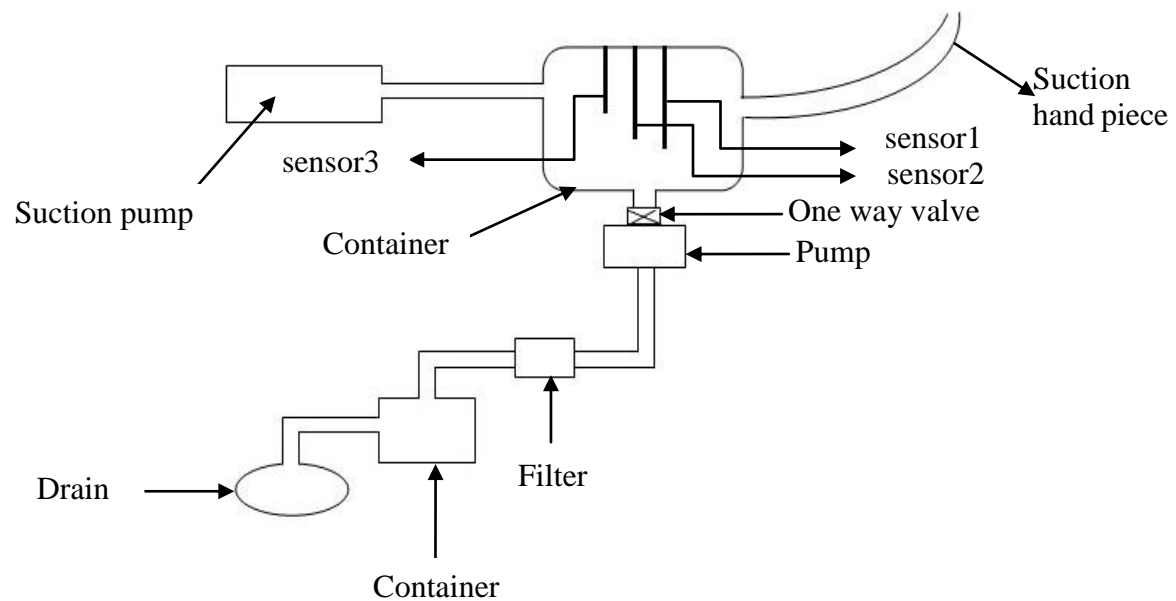 Suction
hand piece
sensor1
sensor3
sensor2
Suction pump
One way valve
Container
Pump
Filter
Drain
Container